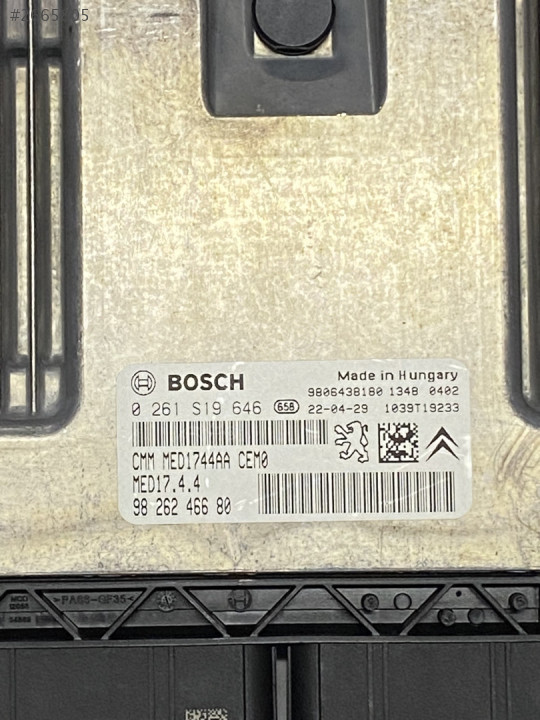 BOSCH
Made in Hungary
9806438180 1348 0402
0 261 S19 646 658 22-04-29 1039T19233
CMM MED1744AA CEM0
MED17.4.4
98 262 466 80